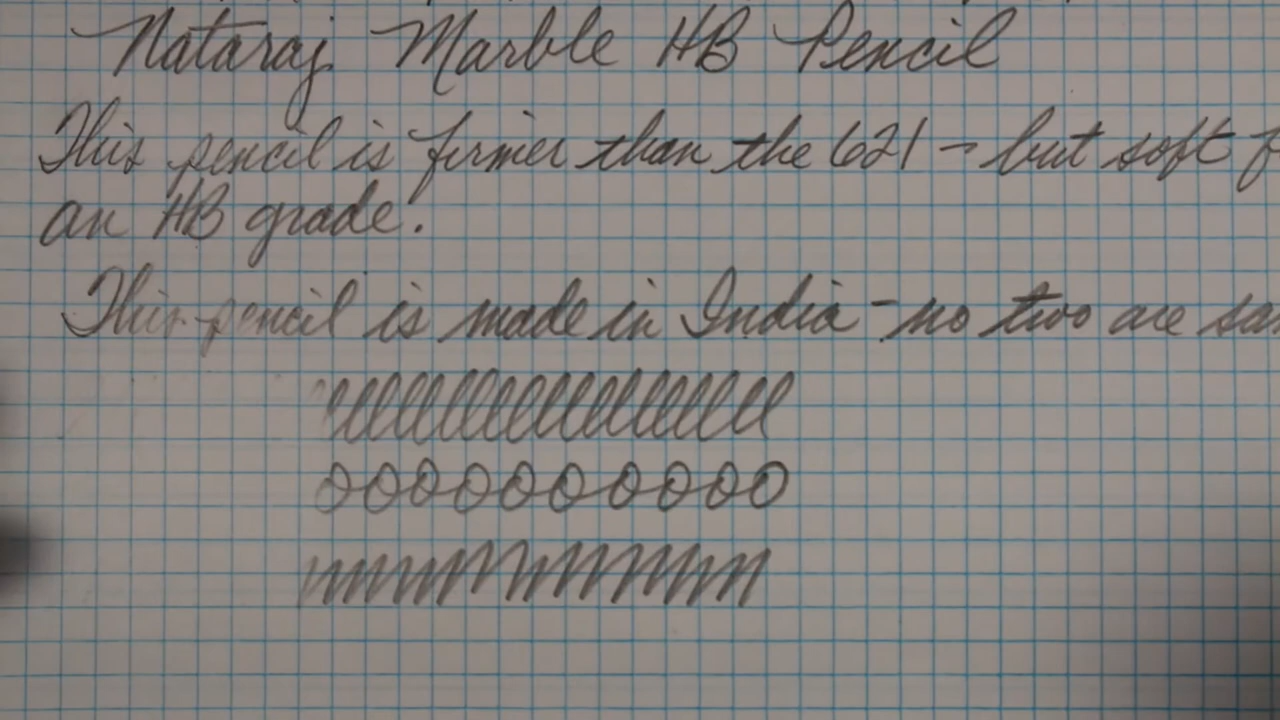 Nataraj Marble HB Pencil
This pencil is firmer than the 621 - but soft f
an HB grade.
This pencil is made in India - no two are sa